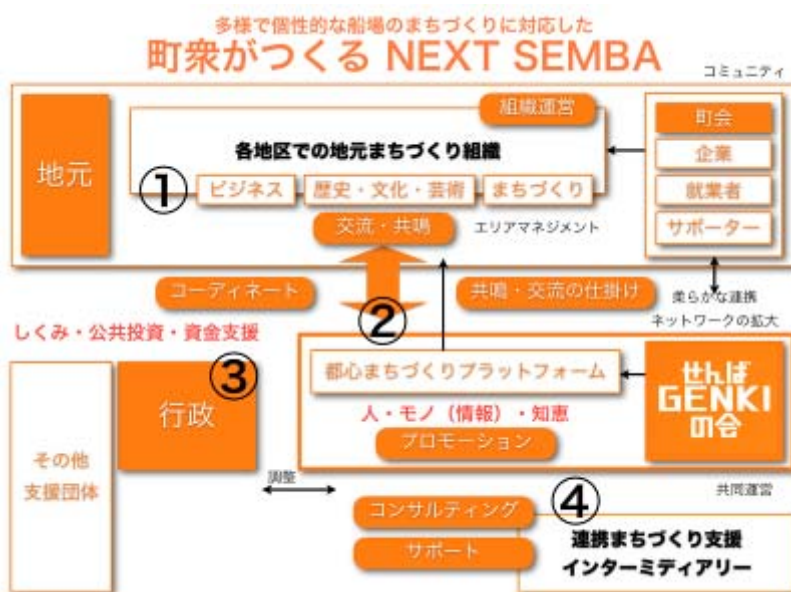 多様で個性的な船場のまちづくりに対応した
町衆がつくる NEXT SEMBA
コミュニティ
地元
組織運営
各地区での地元まちづくり組織
①
ビジネス
歴史・文化・芸術
まちづくり
交流・共鳴
エリアマネジメント
町会
企業
就業者
サポーター
コーディネート
②
共鳴・交流の仕掛け
柔らかな連携
ネットワークの拡大
しくみ・公共投資・資金支援
③
行政
その他
支援団体
都心まちづくりプラットフォーム
人・モノ（情報）・知恵
プロモーション
せんば
GENKI
の会
調整
共同運営
コンサルティング
サポート
④
連携まちづくり支援
インターミディアリー